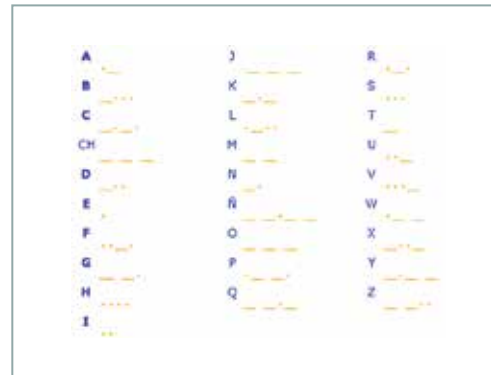 A
._
B
_...
C
_._.
CH
_ _ _
D
_..
E
.
F
.._.
G
_ _.
H
....
I
..
J
_ _ _
K
_._
L
._..
M
_ _
N
_.
Ñ
_ _._ _
O
_ _ _
P
._ _.
Q
_ _._
R
._.
S
...
T
_
U
.._
V
..._
W
._ _
X
_.._
Y
_._ _
Z
_ _..